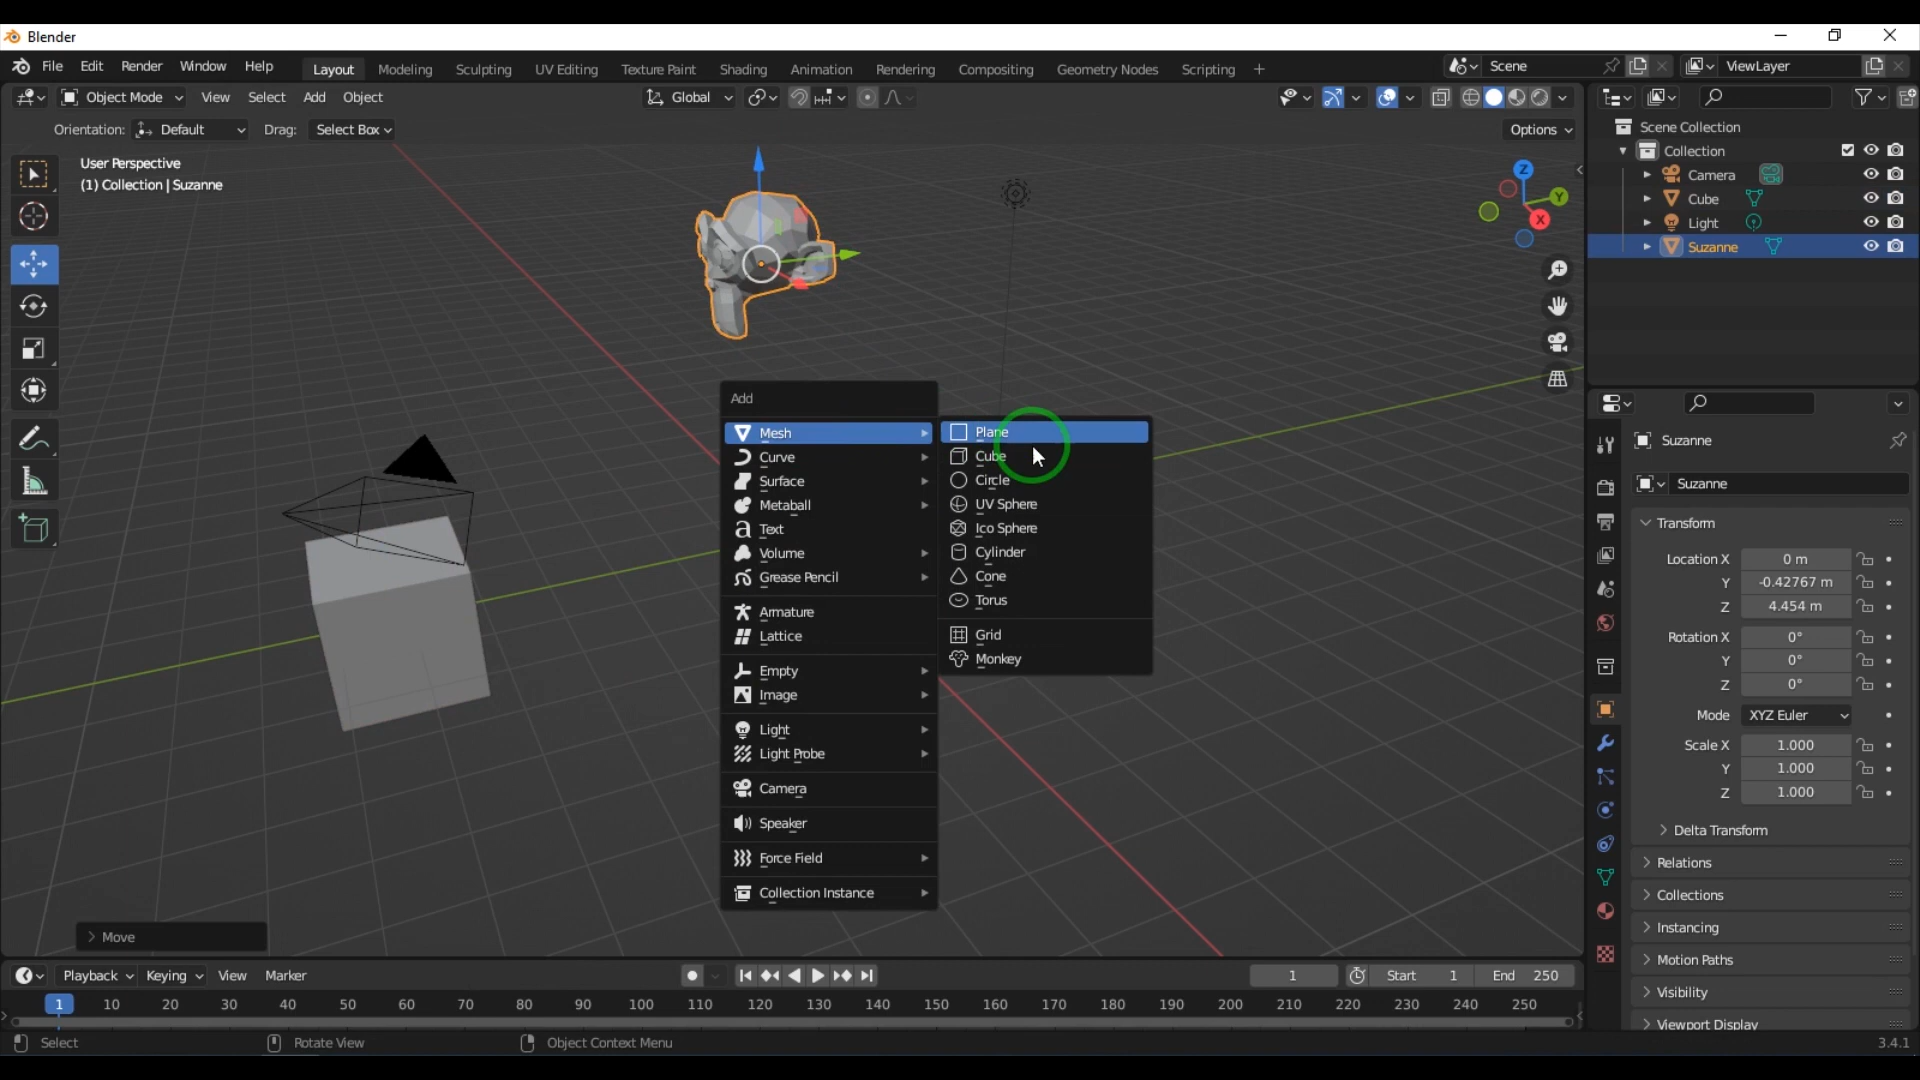 Blender
File Edit Render Window Help Layout Modeling Sculpting UV Editing Texture Paint Shading Animation Rendering Compositing Geometry Nodes Scripting + Scene ViewLayer
Object Mode View Select Add Object Global
Orientation: Default Drag: Select Box Options
User Perspective
(1) Collection | Suzanne
Z
Y
X
Scene Collection
Collection
Camera
Cube
Light
Suzanne
Add
Mesh
Curve
Surface
Metaball
Text
Volume
Grease Pencil
Armature
Lattice
Empty
Image
Light
Light Probe
Camera
Speaker
Force Field
Collection Instance
Plane
Cube
Circle
UV Sphere
Ico Sphere
Cylinder
Cone
Torus
Grid
Monkey
Suzanne
Suzanne
Transform
Location X 0 m
Y -0.42767 m
Z 4.454 m
Rotation X 0°
Y 0°
Z 0°
Mode XYZ Euler
Scale X 1.000
Y 1.000
Z 1.000
Delta Transform
Relations
Collections
Instancing
Motion Paths
Visibility
Viewport Display
Move
Playback Keying View Marker 1 Start 1 End 250
1 10 20 30 40 50 60 70 80 90 100 110 120 130 140 150 160 170 180 190 200 210 220 230 240 250
Select Rotate View Object Context Menu 3.4.1